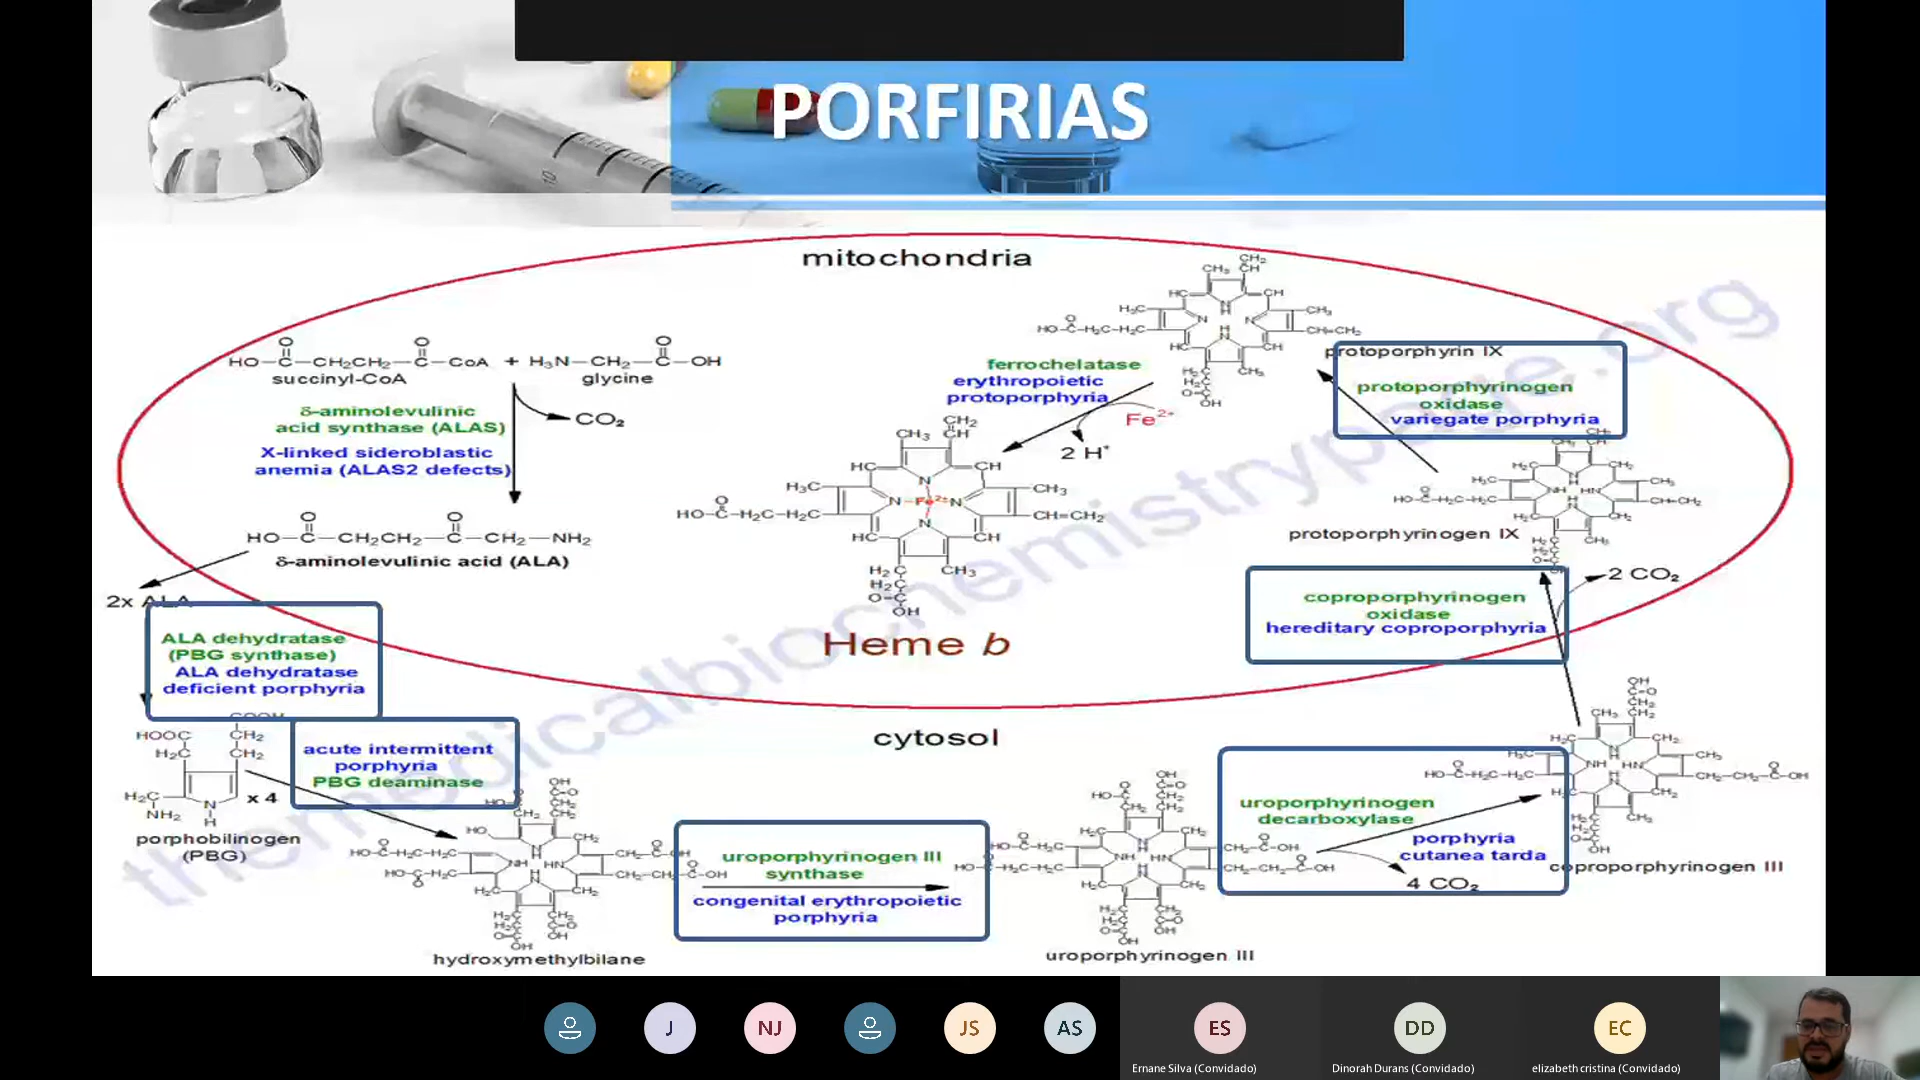 PORFIRIAS
mitochondria
succinyl-CoA
+
glycine
δ-aminolevulinic
acid synthase (ALAS)
CO₂
X-linked sideroblastic
anemia (ALAS2 defects)
δ-aminolevulinic acid (ALA)
2x ALA
ferrochelatase
erythropoietic
protoporphyria
Fe²⁺
2 H⁺
Heme b
protoporphyrin IX
protoporphyrinogen
oxidase
variegate porphyria
protoporphyrinogen IX
2 CO₂
coproporphyrinogen
oxidase
hereditary coproporphyria
ALA dehydratase
(PBG synthase)
ALA dehydratase
deficient porphyria
cytosol
acute intermittent
porphyria
PBG deaminase
x 4
porphobilinogen
(PBG)
hydroxymethylbilane
uroporphyrinogen III
synthase
congenital erythropoietic
porphyria
uroporphyrinogen III
uroporphyrinogen
decarboxylase
porphyria
cutanea tarda
4 CO₂
coproporphyrinogen III
themedicalbiochemistrypage.org
J
NJ
JS
AS
ES
DD
EC
Ernane Silva (Convidado)
Dinorah Durans (Convidado)
elizabeth cristina (Convidado)